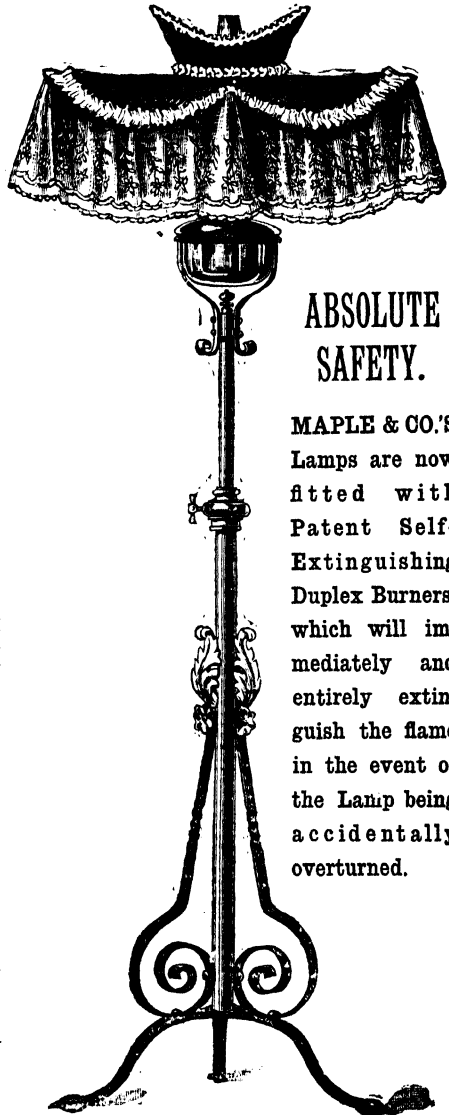 ABSOLUTE
SAFETY.
MAPLE & CO.'S
Lamps are now
fitted with
Patent Self-
Extinguishing
Duplex Burners
which will im
mediately and
entirely extin
guish the flame
in the event o
the Lamp being
accidentally
overturned.